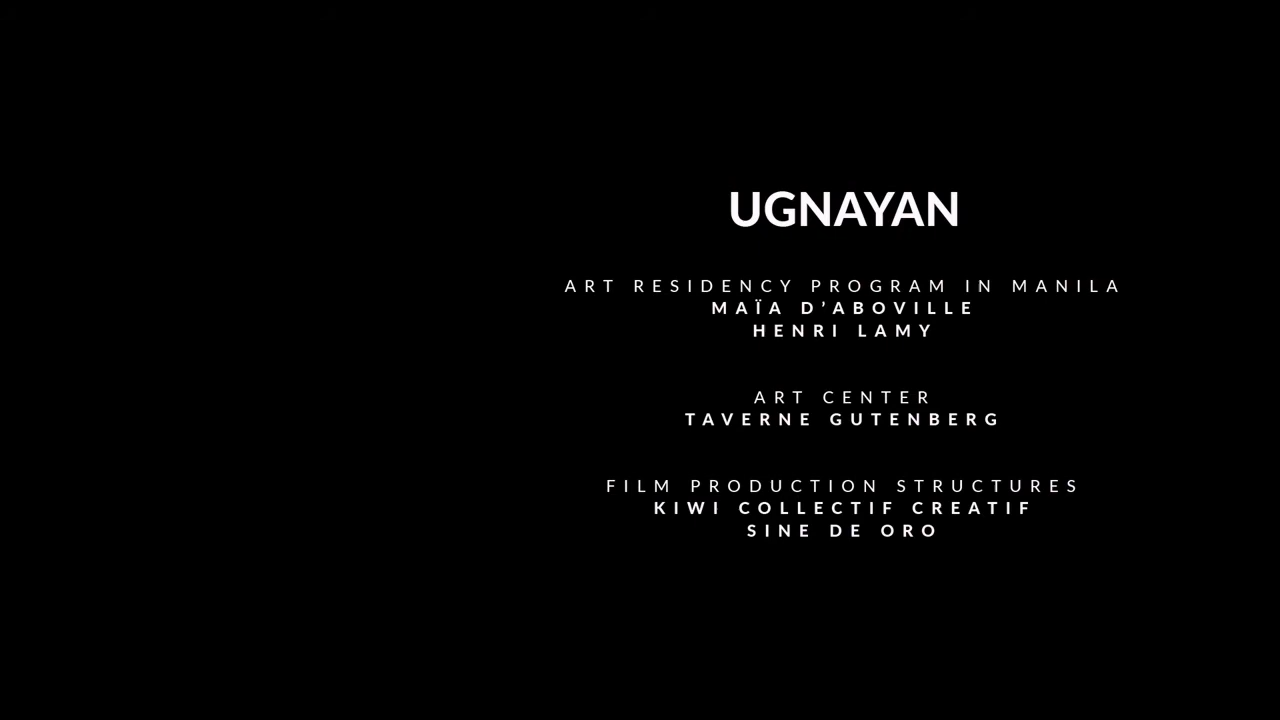 UGNAYAN
ART RESIDENCY PROGRAM IN MANILA
MAÏA D’ABOVILLE
HENRI LAMY
ART CENTER
TAVERNE GUTENBERG
FILM PRODUCTION STRUCTURES
KIWI COLLECTIF CREATIF
SINE DE ORO